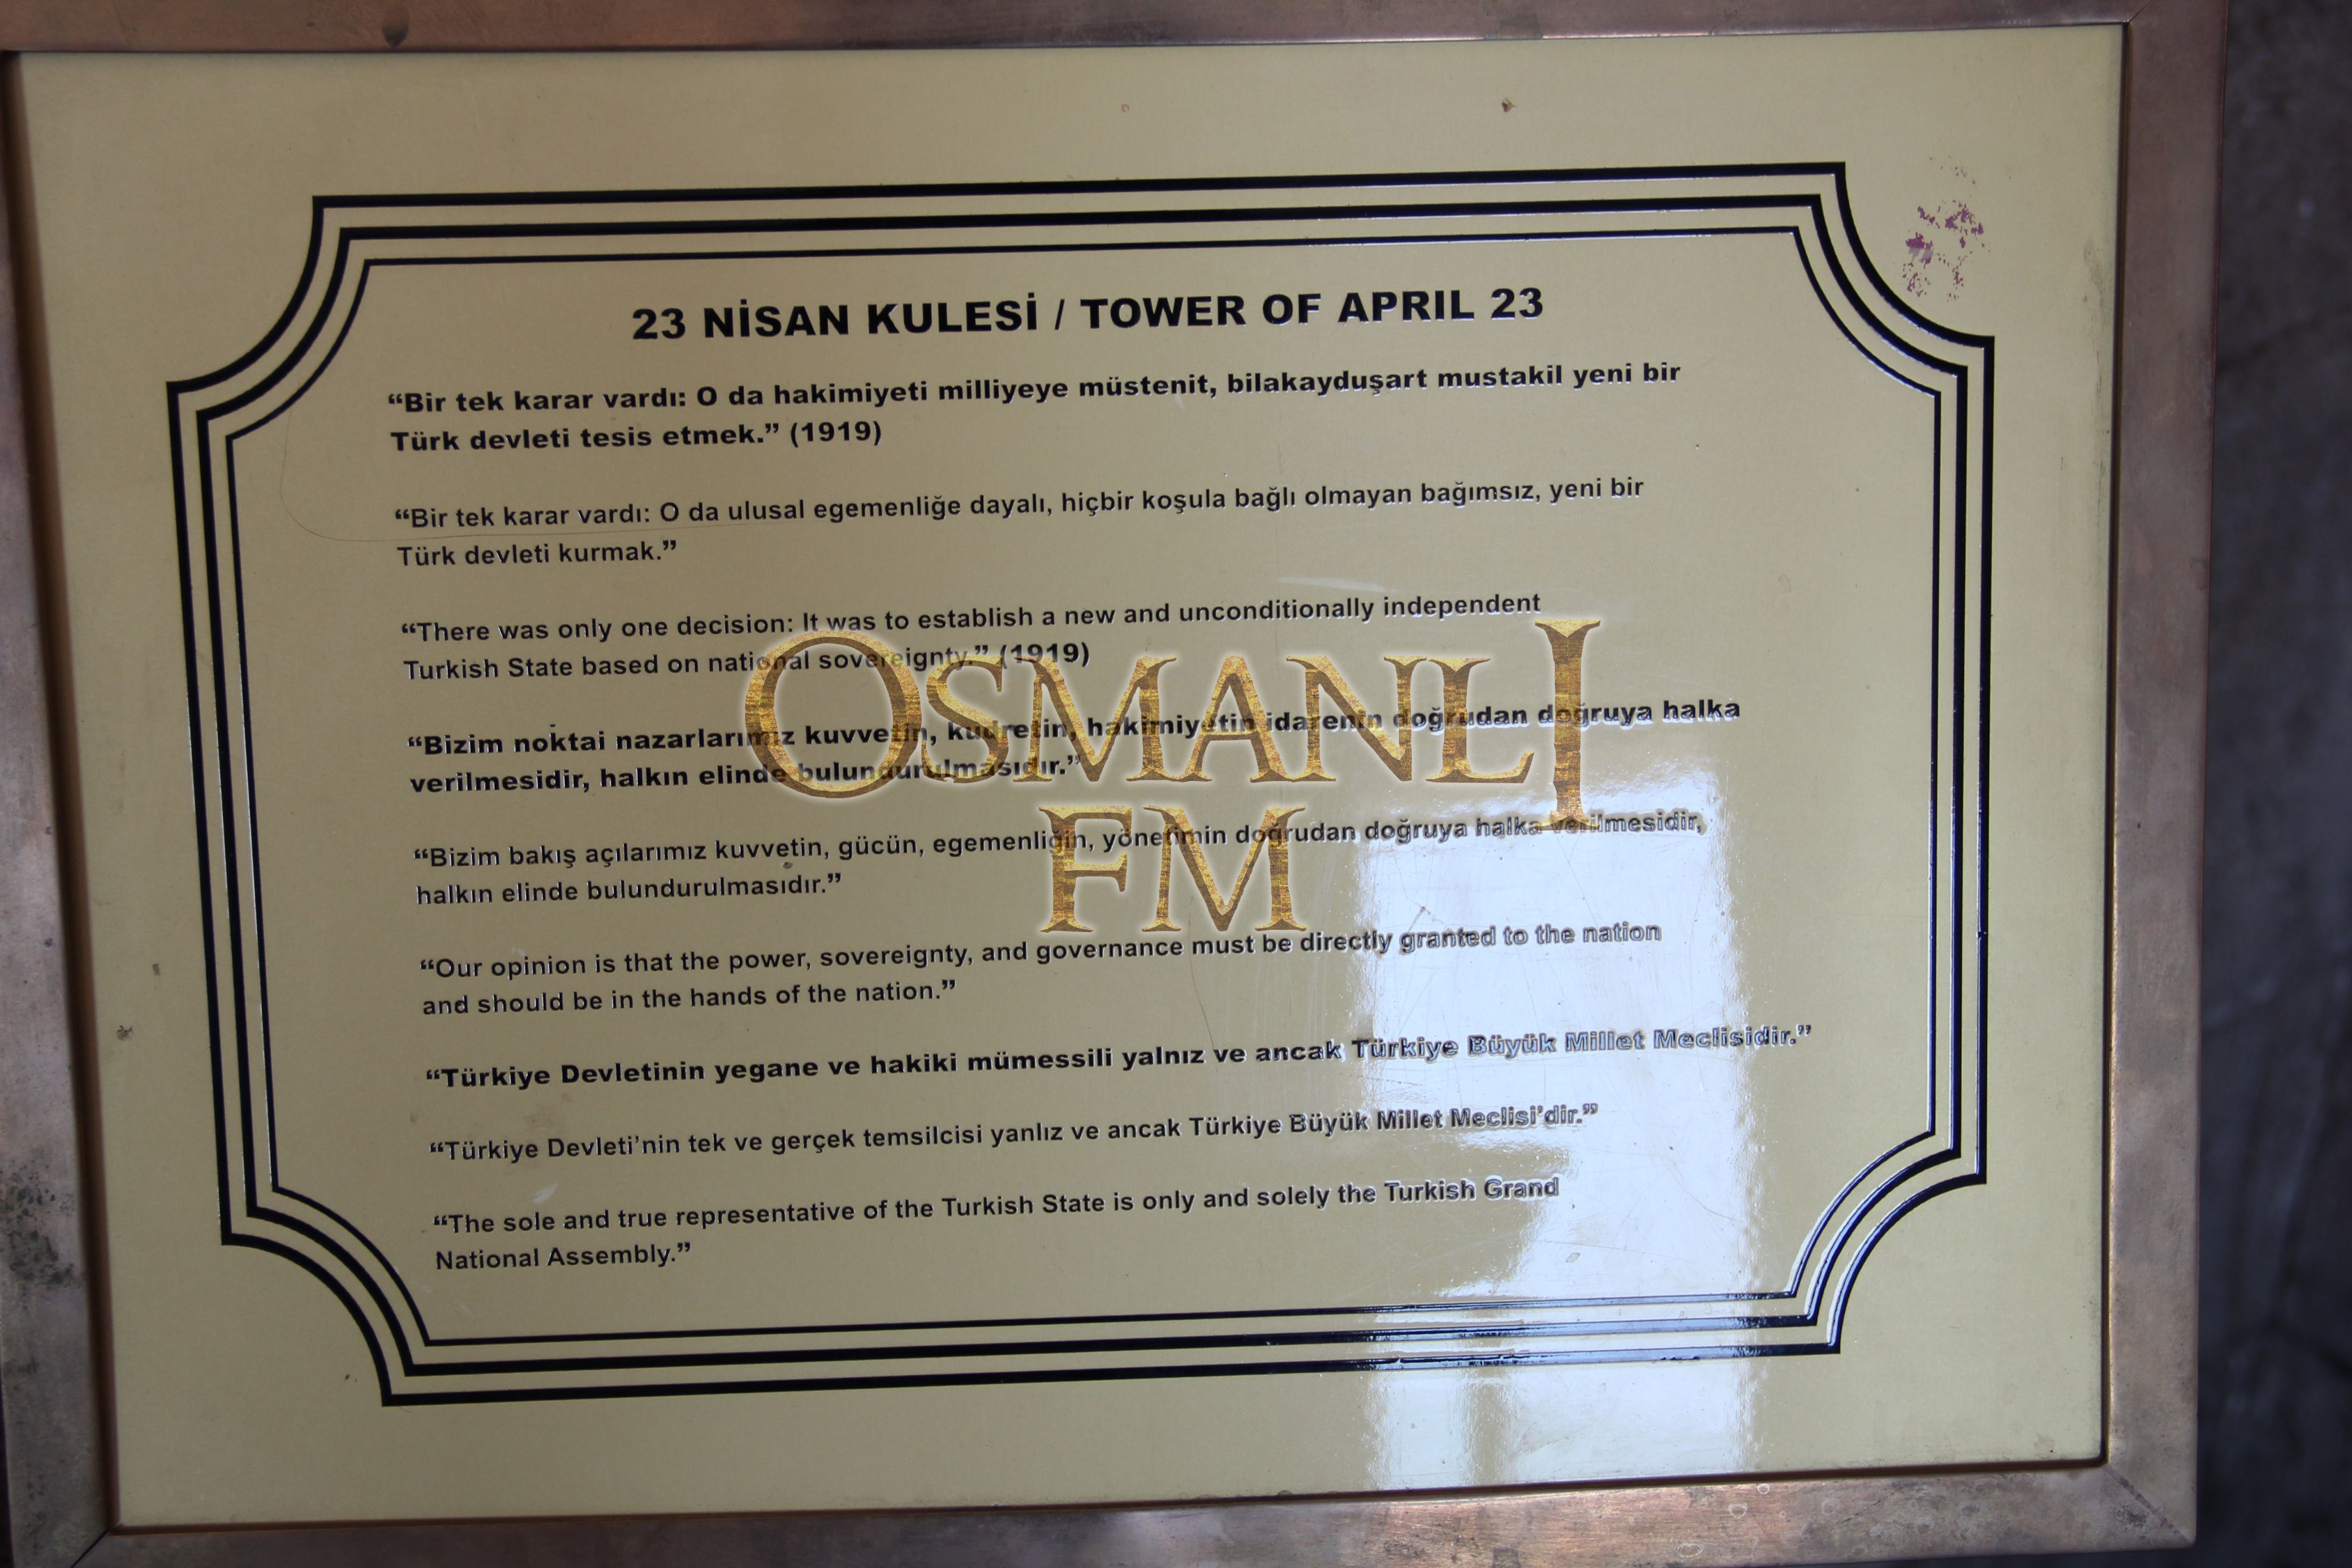 23 NİSAN KULESİ / TOWER OF APRIL 23
“Bir tek karar vardı: O da hakimiyeti milliyeye müstenit, bilakayduşart mustakil yeni bir
Türk devleti tesis etmek.” (1919)
“Bir tek karar vardı: O da ulusal egemenliğe dayalı, hiçbir koşula bağlı olmayan bağımsız, yeni bir
Türk devleti kurmak.”
“There was only one decision: It was to establish a new and unconditionally independent
Turkish State based on national sovereignty.” (1919)
“Bizim noktai nazarlarımız kuvvetin, kudretin, hakimiyetin idarenin doğrudan doğruya halka
verilmesidir, halkın elinde bulundurulmasıdır.”
“Bizim bakış açılarımız kuvvetin, gücün, egemenliğin, yönetimin doğrudan doğruya halka verilmesidir,
halkın elinde bulundurulmasıdır.”
“Our opinion is that the power, sovereignty, and governance must be directly granted to the nation
and should be in the hands of the nation.”
“Türkiye Devletinin yegane ve hakiki mümessili yalnız ve ancak Türkiye Büyük Millet Meclisidir.”
“Türkiye Devleti’nin tek ve gerçek temsilcisi yanlız ve ancak Türkiye Büyük Millet Meclisi’dir.”
“The sole and true representative of the Turkish State is only and solely the Turkish Grand
National Assembly.”
OSMANLI
FM